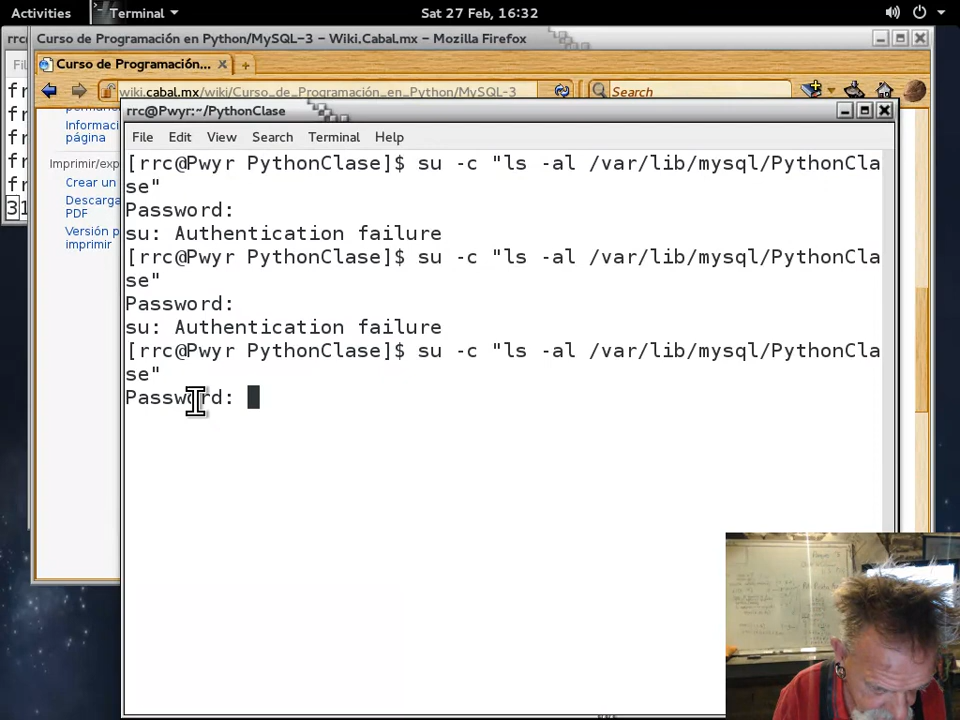 Activities Terminal Sat 27 Feb, 16:32
Curso de Programación en Python/MySQL-3 – Wiki.Cabal.mx – Mozilla Firefox
Curso de Programación...
wiki.cabal.mx/wiki/Curso_de_Programación_en_Python/MySQL-3 Search
rrc@Pwyr:~/PythonClase
File Edit View Search Terminal Help
Informaci
página
Imprimir/exp
Crear un
Descarga
PDF
Versión p
imprimir
[rrc@Pwyr PythonClase]$ su -c "ls -al /var/lib/mysql/PythonCla
se"
Password:
su: Authentication failure
[rrc@Pwyr PythonClase]$ su -c "ls -al /var/lib/mysql/PythonCla
se"
Password:
su: Authentication failure
[rrc@Pwyr PythonClase]$ su -c "ls -al /var/lib/mysql/PythonCla
se"
Password: